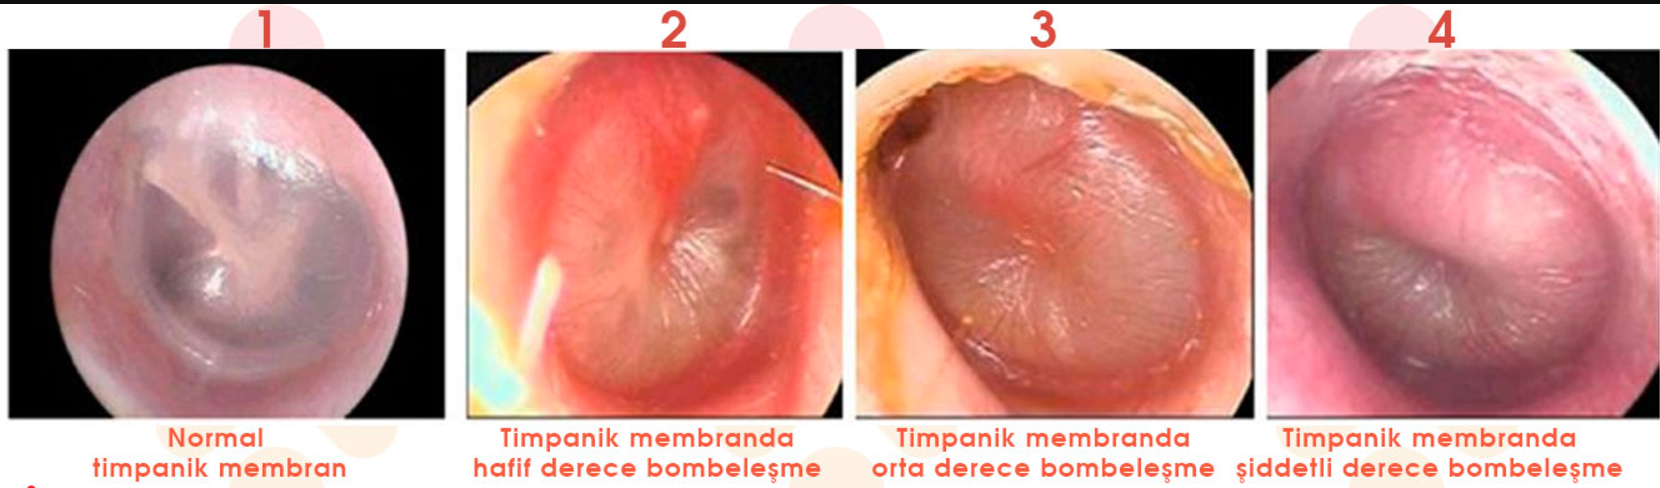 1
2
3
4
Normal
timpanik membran
Timpanik membranda
hafif derece bombeleşme
Timpanik membranda
orta derece bombeleşme
Timpanik membranda
şiddetli derece bombeleşme